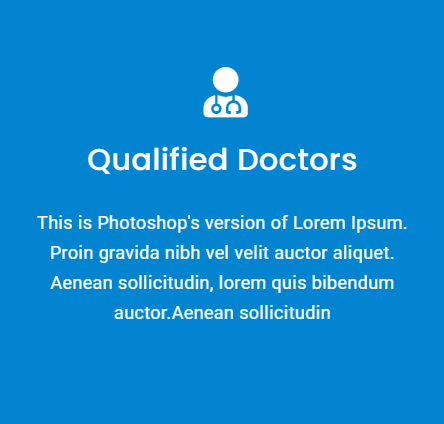 Qualified Doctors
This is Photoshop's version of Lorem Ipsum.
Proin gravida nibh vel velit auctor aliquet.
Aenean sollicitudin, lorem quis bibendum
auctor.Aenean sollicitudin